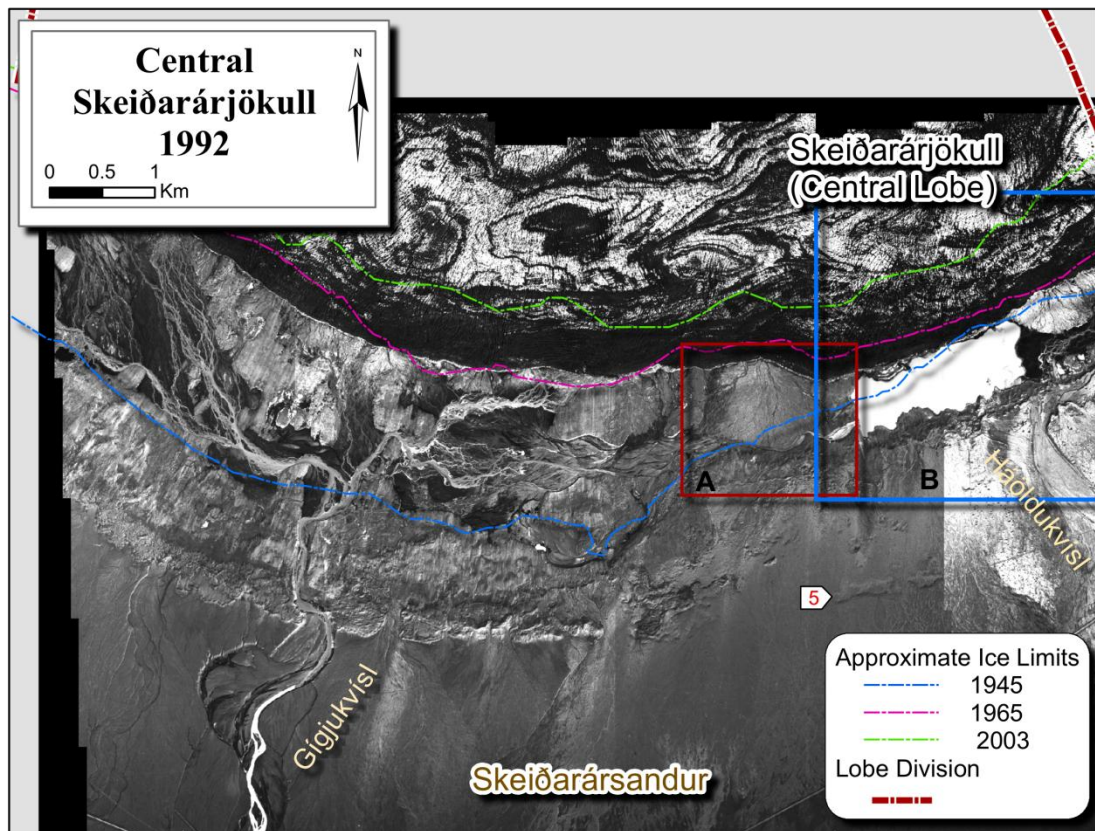 Central
Skeiðarárjökull
1992
N
0 0.5 1
Km
Skeiðarárjökull
(Central Lobe)
A
B
Háöldukvísl
5
Gígjukvísl
Skeiðarársandur
Approximate Ice Limits
1945
1965
2003
Lobe Division